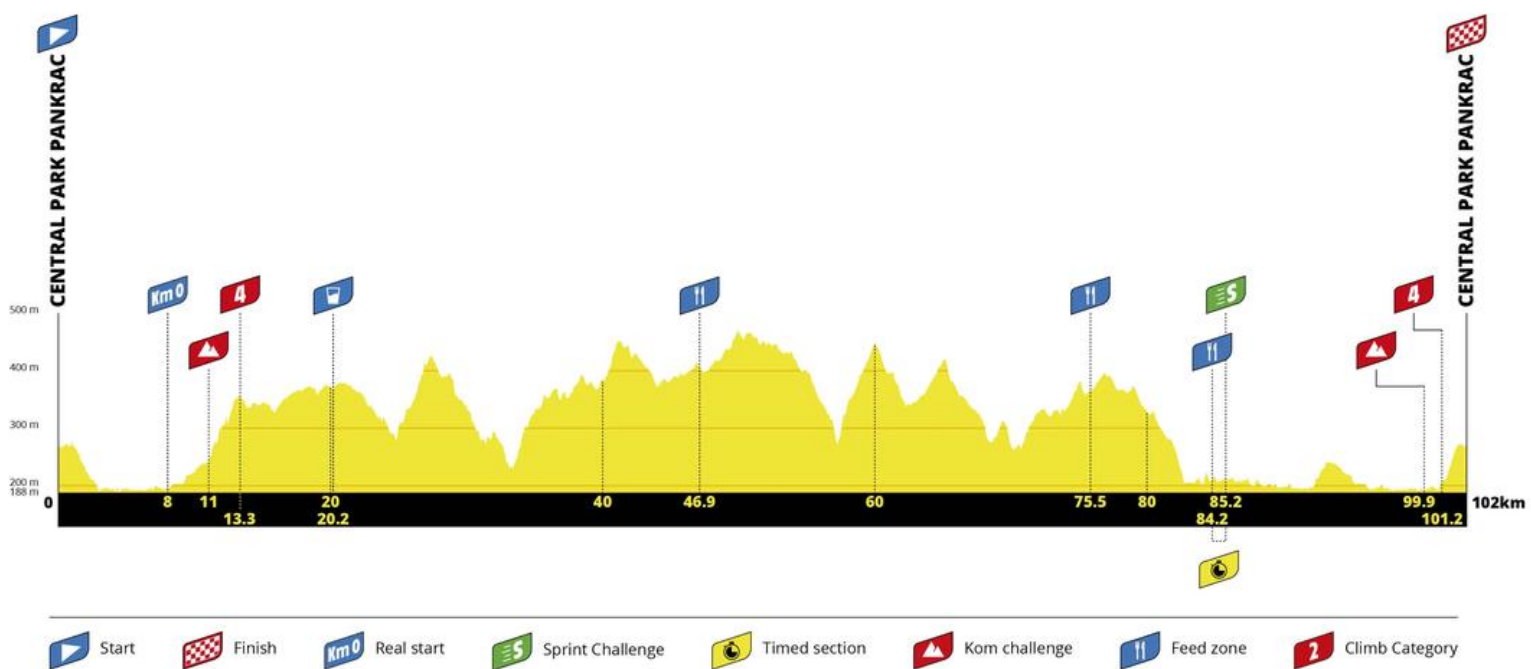 CENTRAL PARK PANKRAC
CENTRAL PARK PANKRAC
Km 0
4
S
4
500 m
400 m
300 m
200 m
188 m
0
8
11
20
40
46.9
60
75.5
80
85.2
99.9
102km
13.3
20.2
84.2
101.2
Start
Finish
Km 0
Real start
S
Sprint Challenge
Timed section
Kom challenge
Feed zone
2
Climb Category